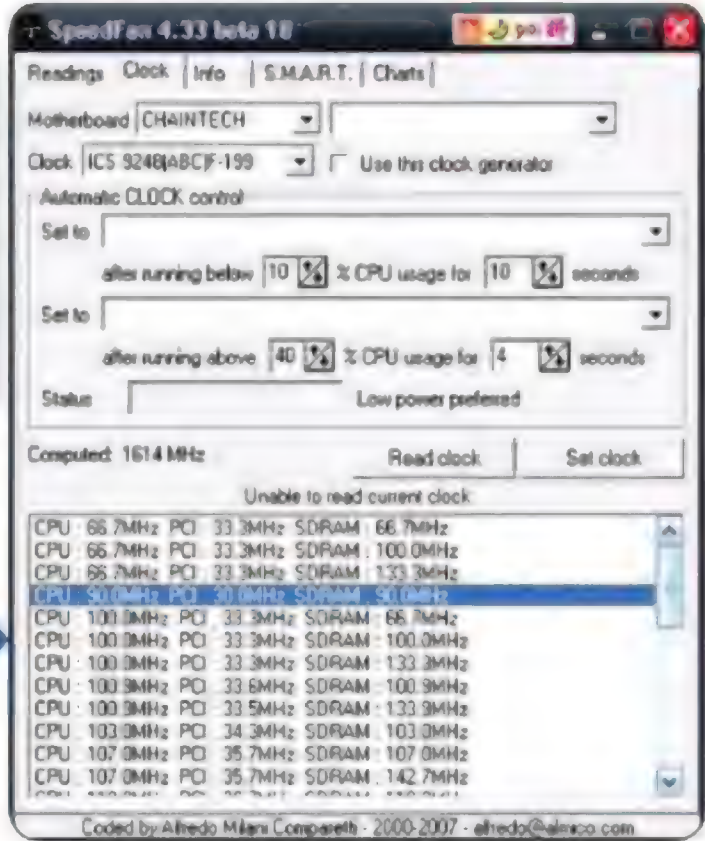 SpeedFan 4.33 beta 18
Readings Clock Info S.M.A.R.T. Charts
Motherboard CHAINTECH
Clock ICS 9248(ABC)F-199 Use this clock generator
Automatic CLOCK control
Set to
after running below 10 % CPU usage for 10 seconds
Set to
after running above 40 % CPU usage for 4 seconds
Status Low power preferred
Computed: 1614 MHz Read clock Set clock
Unable to read current clock
CPU : 66.7MHz PCI : 33.3MHz SDRAM : 66.7MHz
CPU : 66.7MHz PCI : 33.3MHz SDRAM : 100.0MHz
CPU : 66.7MHz PCI : 33.3MHz SDRAM : 133.3MHz
CPU : 90.0MHz PCI : 30.0MHz SDRAM : 90.0MHz
CPU : 100.0MHz PCI : 33.3MHz SDRAM : 66.7MHz
CPU : 100.0MHz PCI : 33.3MHz SDRAM : 100.0MHz
CPU : 100.0MHz PCI : 33.3MHz SDRAM : 133.3MHz
CPU : 100.9MHz PCI : 33.6MHz SDRAM : 100.9MHz
CPU : 100.9MHz PCI : 33.5MHz SDRAM : 133.9MHz
CPU : 103.0MHz PCI : 34.3MHz SDRAM : 103.0MHz
CPU : 107.0MHz PCI : 35.7MHz SDRAM : 107.0MHz
CPU : 107.0MHz PCI : 35.7MHz SDRAM : 142.7MHz
Coded by Alfredo Milani Comparetti - 2000-2007 - alfredo@almico.com